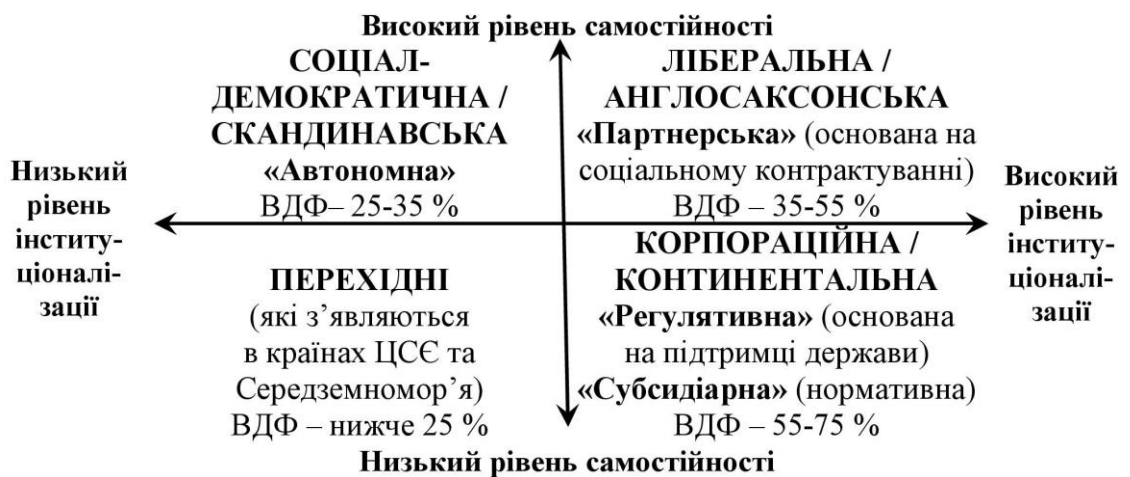 Високий рівень самостійності
СОЦІАЛ-
ДЕМОКРАТИЧНА /
СКАНДИНАВСЬКА
«Автономна»
ВДФ– 25-35 %
ЛІБЕРАЛЬНА /
АНГЛОСАКСОНСЬКА
«Партнерська» (основана на
соціальному контрактуванні)
ВДФ – 35-55 %
Низький
рівень
інститу-
ціоналі-
зації
Високий
рівень
інститу-
ціоналі-
зації
ПЕРЕХІДНІ
(які з’являються
в країнах ЦСЄ та
Середземномор’я)
ВДФ – нижче 25 %
КОРПОРАЦІЙНА /
КОНТИНЕНТАЛЬНА
«Регулятивна» (основана
на підтримці держави)
«Субсидіарна» (нормативна)
ВДФ – 55-75 %
Низький рівень самостійності